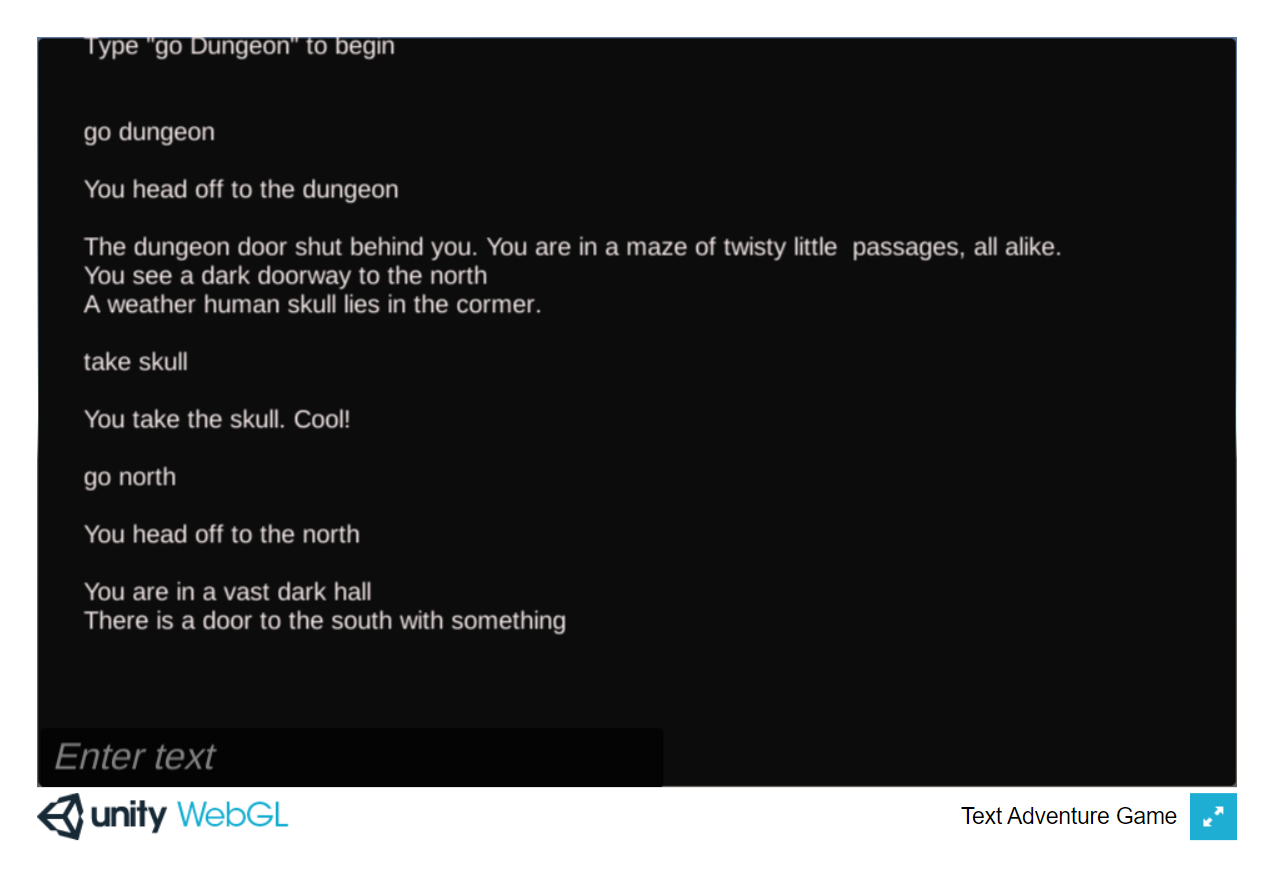 Type "go Dungeon" to begin
go dungeon
You head off to the dungeon
The dungeon door shut behind you. You are in a maze of twisty little  passages, all alike.
You see a dark doorway to the north
A weather human skull lies in the cormer.
take skull
You take the skull. Cool!
go north
You head off to the north
You are in a vast dark hall
There is a door to the south with something
Enter text
unity WebGL
Text Adventure Game